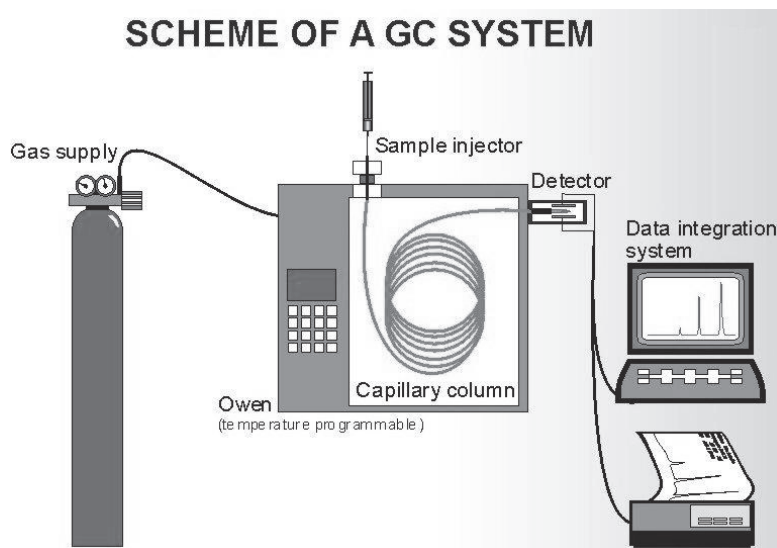 SCHEME OF A GC SYSTEM
Gas supply
Sample injector
Detector
Data integration
system
Capillary column
Owen
(temperature programmable)